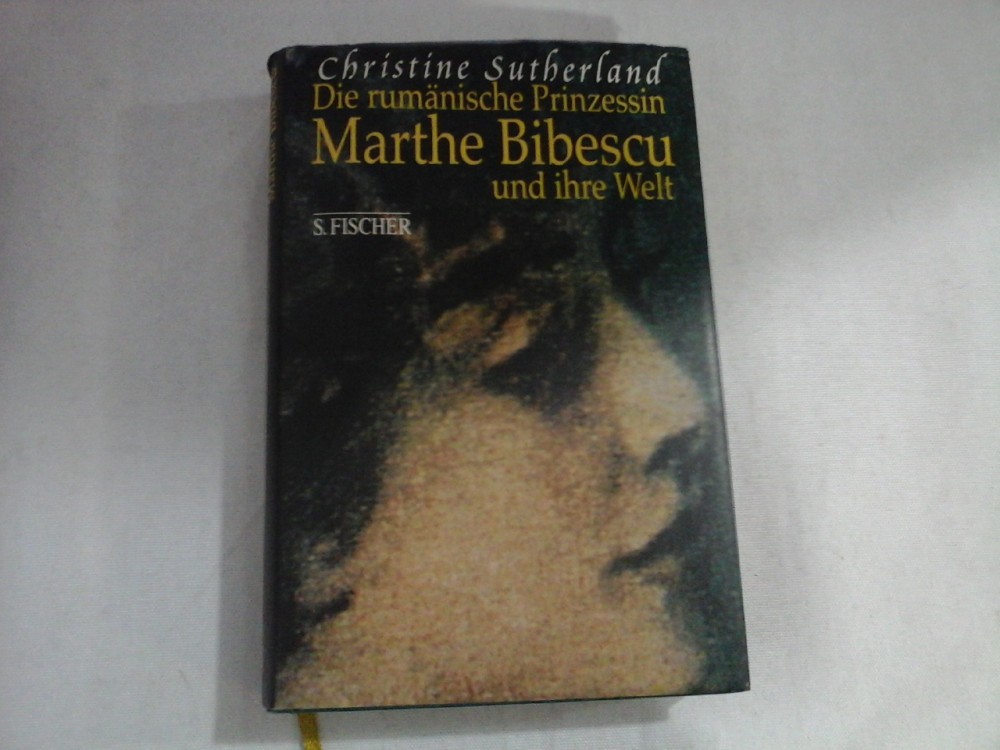 Christine Sutherland
Die rumänische Prinzessin
Marthe Bibescu
und ihre Welt
S. FISCHER